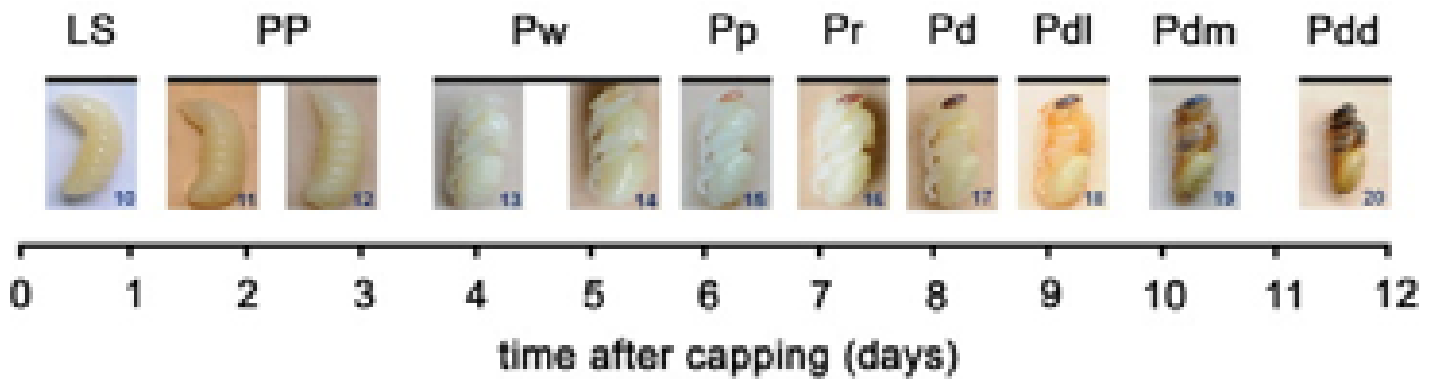 LS PP Pw Pp Pr Pd Pdl Pdm Pdd
10 11 12 13 14 15 16 17 18 19 20
0 1 2 3 4 5 6 7 8 9 10 11 12
time after capping (days)